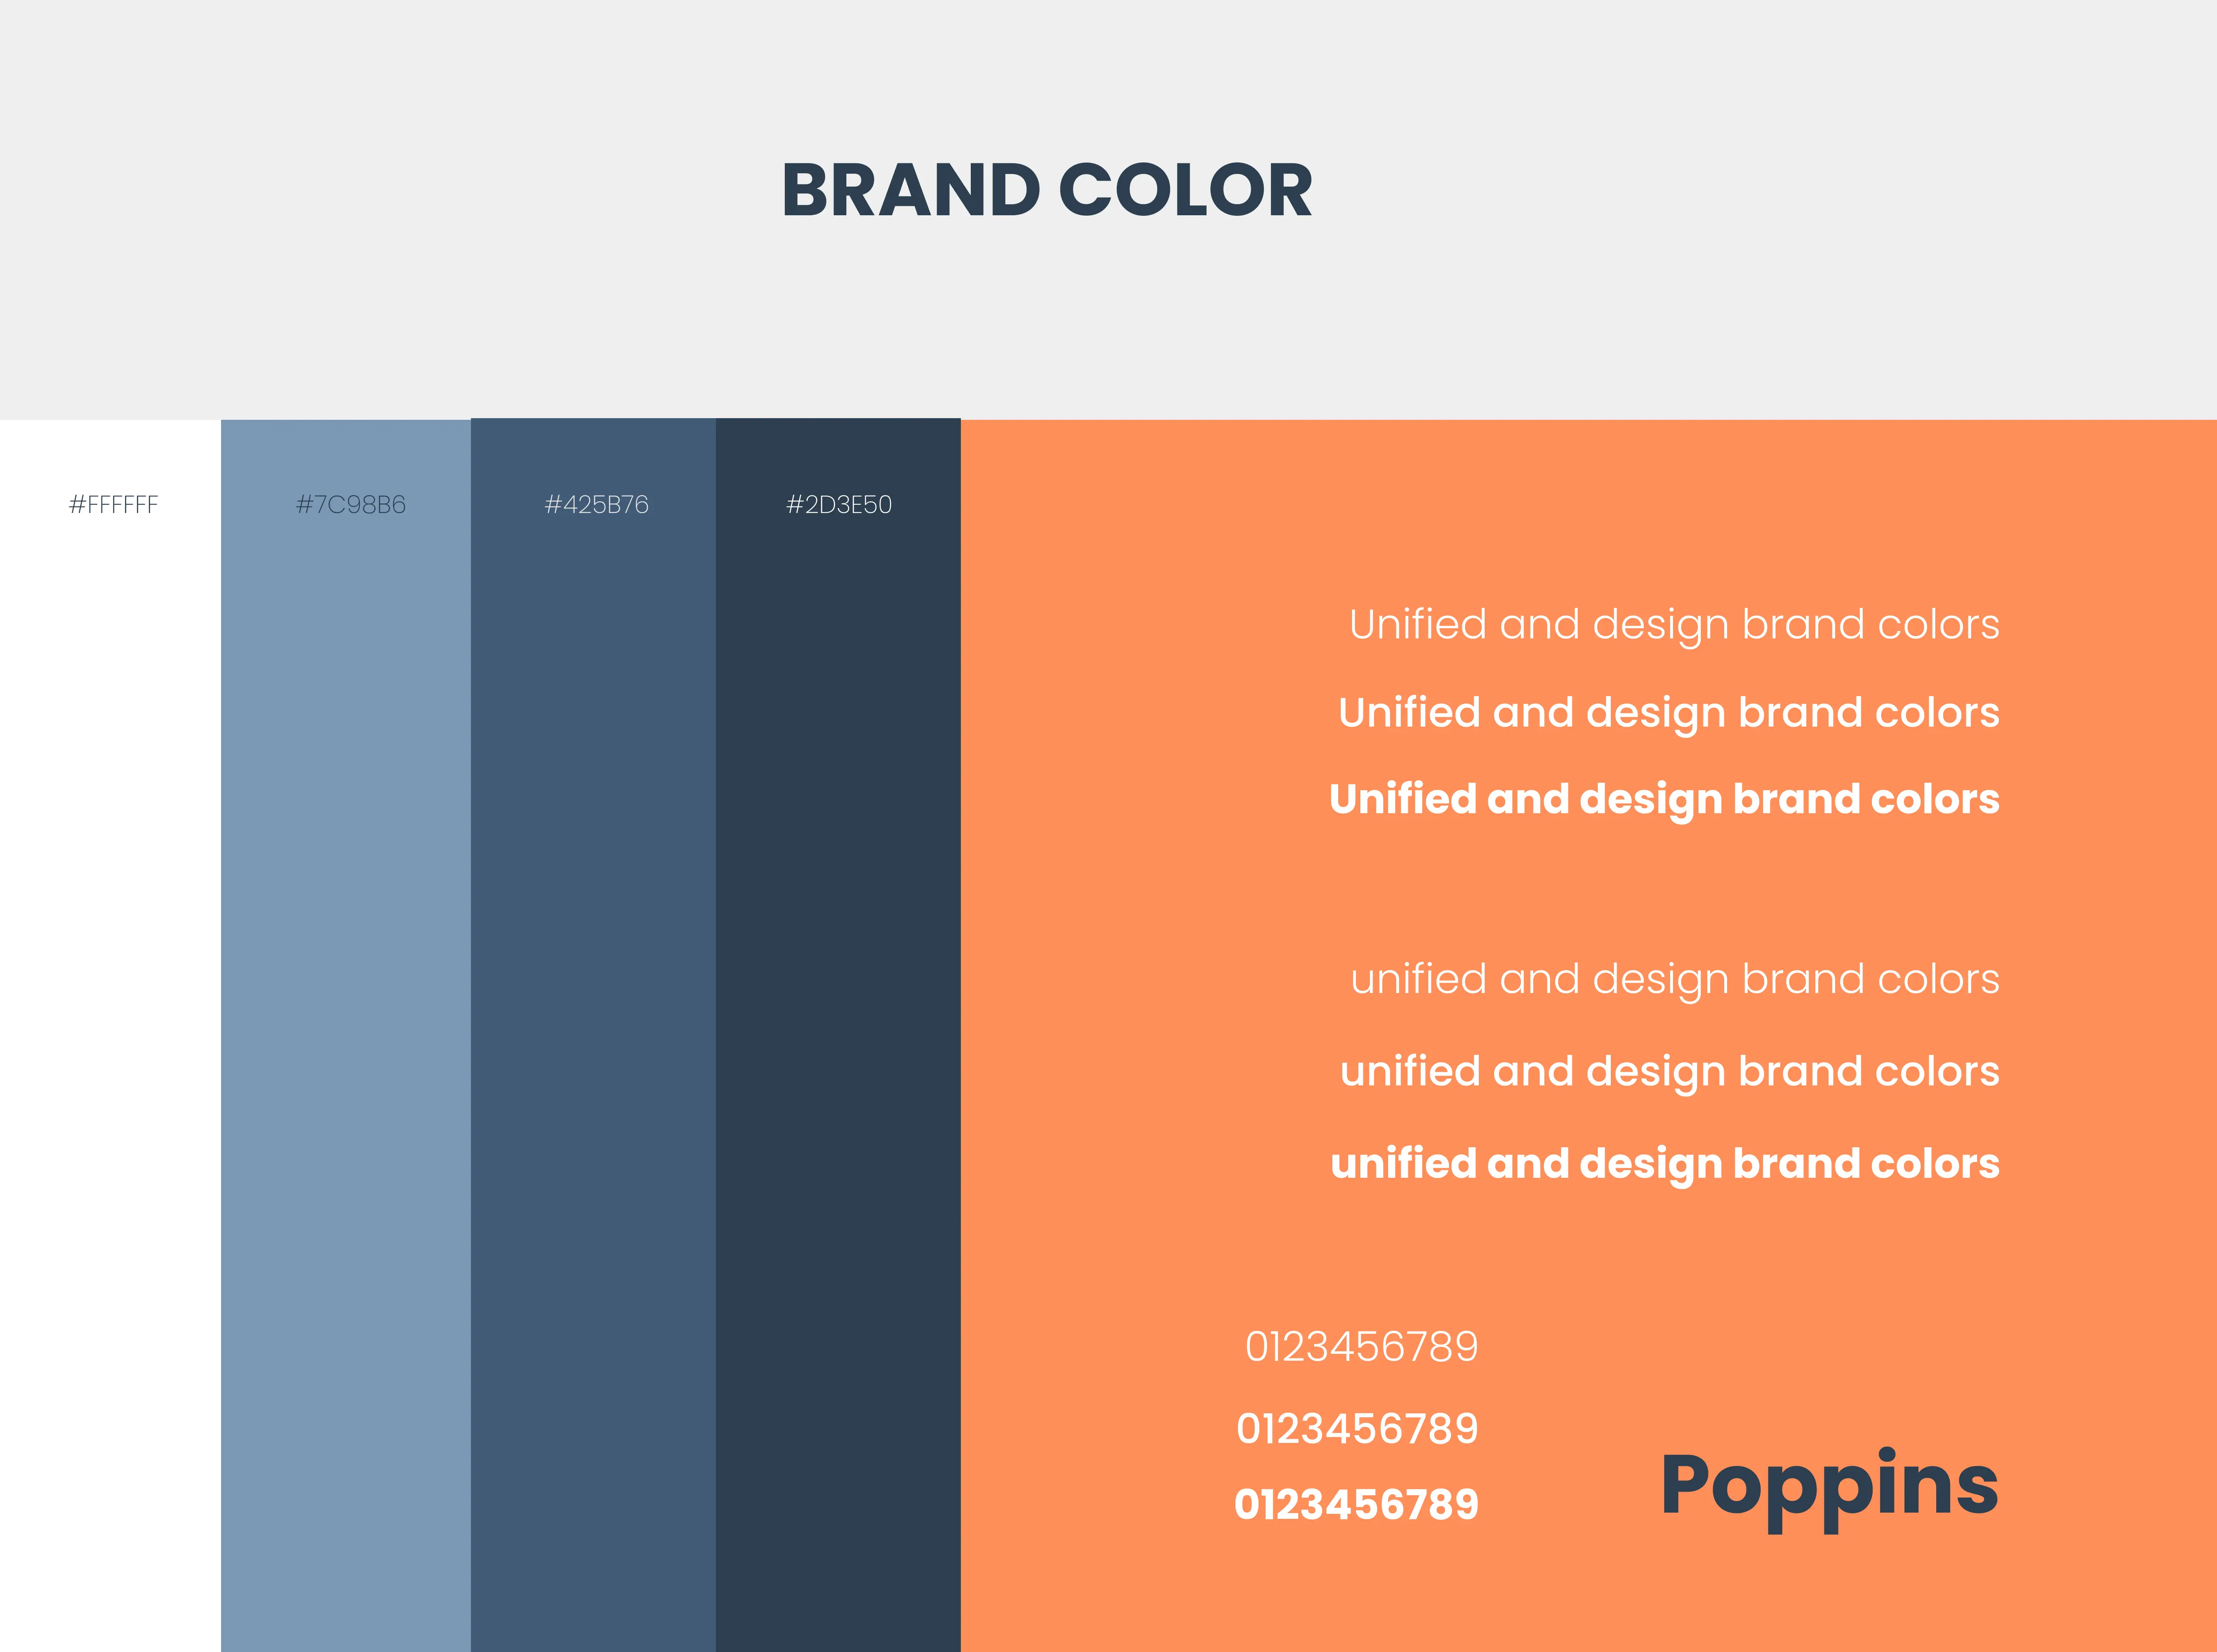 BRAND COLOR
#FFFFFF
#7C98B6
#425B76
#2D3E50
Unified and design brand colors
Unified and design brand colors
Unified and design brand colors
unified and design brand colors
unified and design brand colors
unified and design brand colors
0123456789
0123456789
0123456789
Poppins